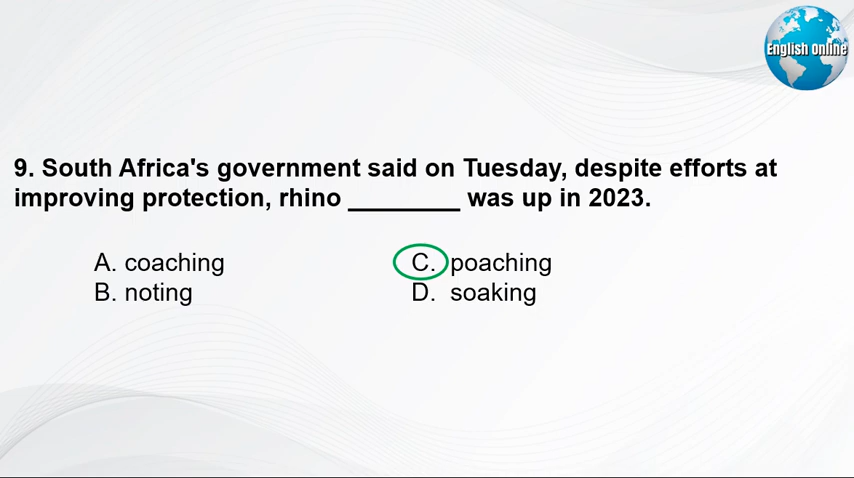 English Online
9. South Africa's government said on Tuesday, despite efforts at
improving protection, rhino ________ was up in 2023.
A. coaching
B. noting
C. poaching
D. soaking